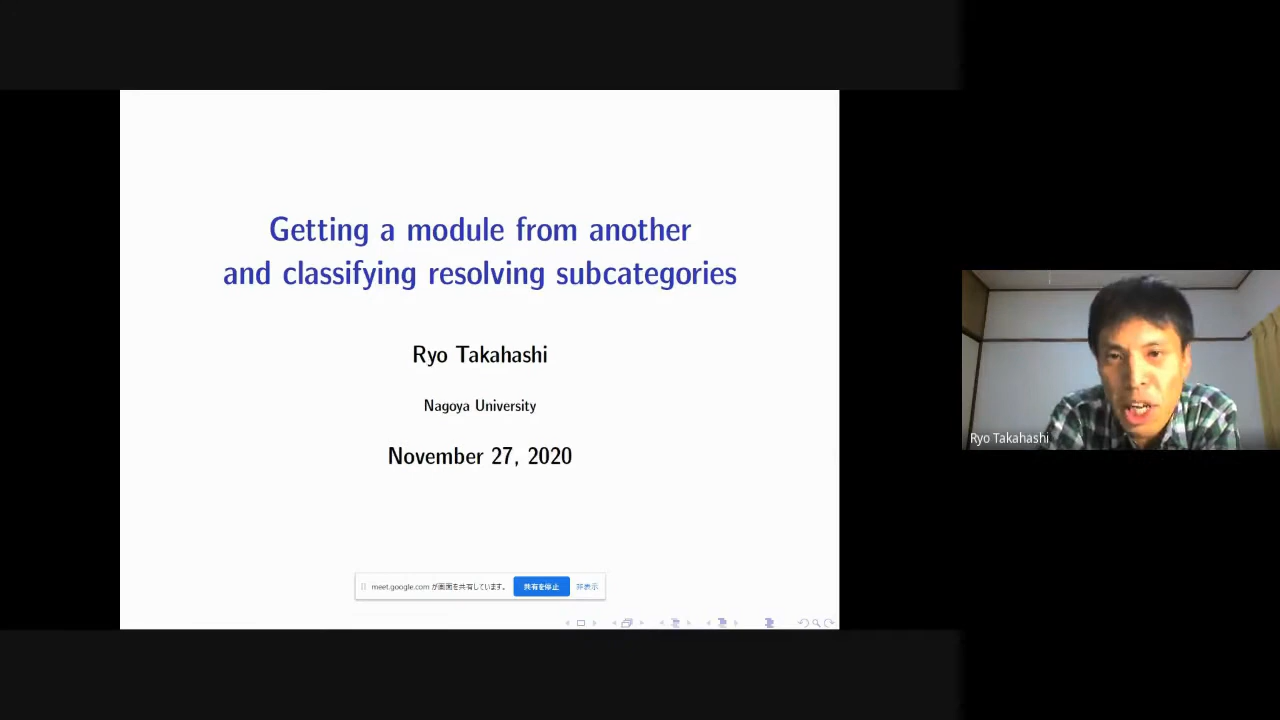 Getting a module from another
and classifying resolving subcategories
Ryo Takahashi
Nagoya University
November 27, 2020
meet.google.com が画面を共有しています。 共有を停止 非表示
Ryo Takahashi